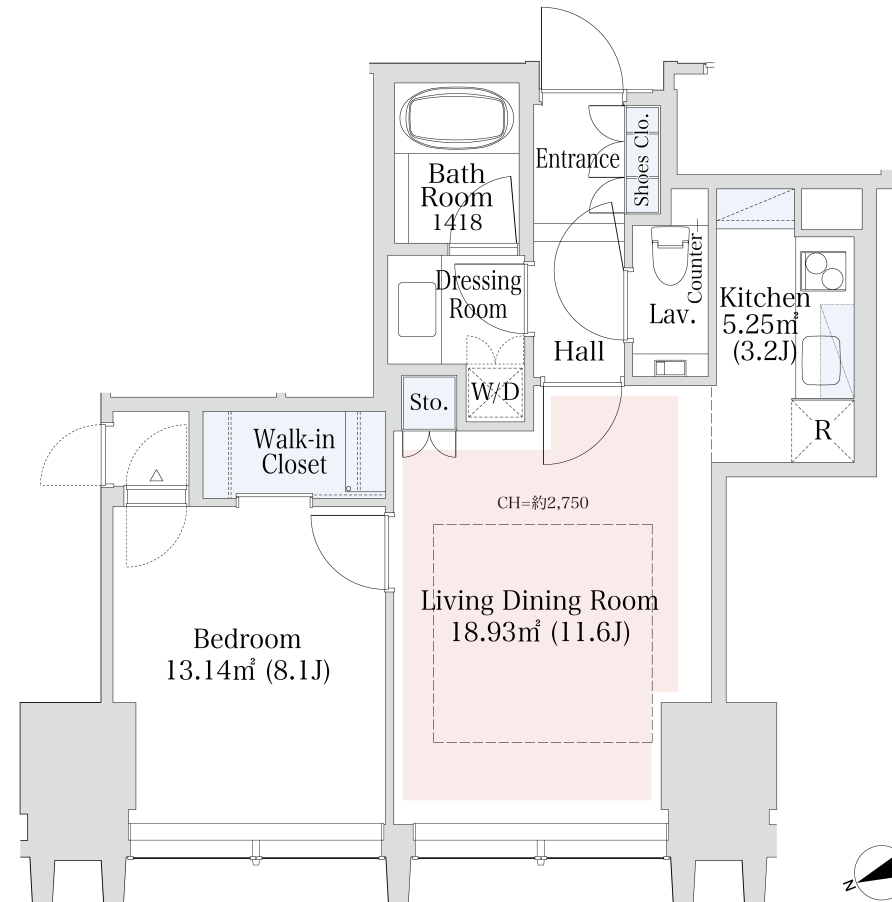 Entrance
Shoes Clo.
Bath
Room
1418
Dressing
Room
Counter
Lav.
Kitchen
5.25㎡
(3.2J)
Hall
W/D
Sto.
R
Walk-in
Closet
CH=約2,750
Living Dining Room
18.93㎡ (11.6J)
Bedroom
13.14㎡ (8.1J)
N